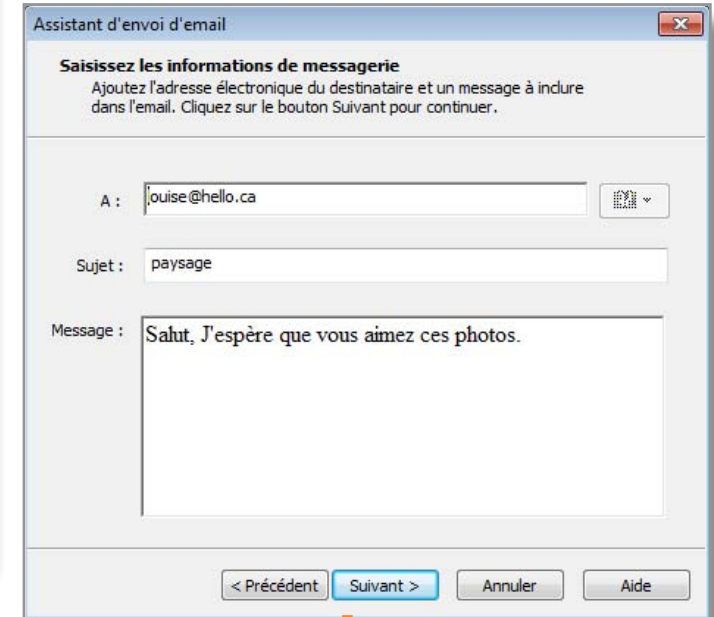 Assistant d'envoi d'email
Saisissez les informations de messagerie
Ajoutez l'adresse électronique du destinataire et un message à inclure
dans l'email. Cliquez sur le bouton Suivant pour continuer.
A : ouise@hello.ca
Sujet : paysage
Message : Salut, J'espère que vous aimez ces photos.
< Précédent Suivant > Annuler Aide